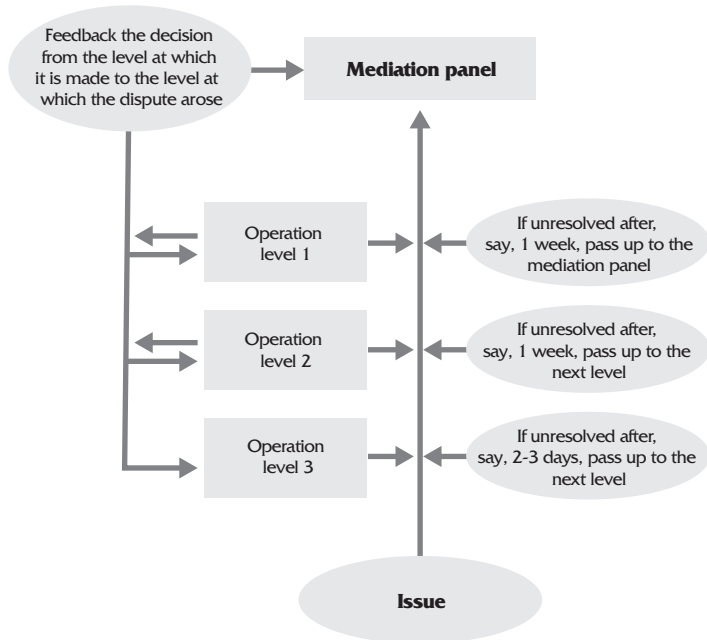 Feedback the decision
from the level at which
it is made to the level at
which the dispute arose
Mediation panel
Operation
level 1
If unresolved after,
say, 1 week, pass up to the
mediation panel
Operation
level 2
If unresolved after,
say, 1 week, pass up to the
next level
Operation
level 3
If unresolved after,
say, 2-3 days, pass up to the
next level
Issue